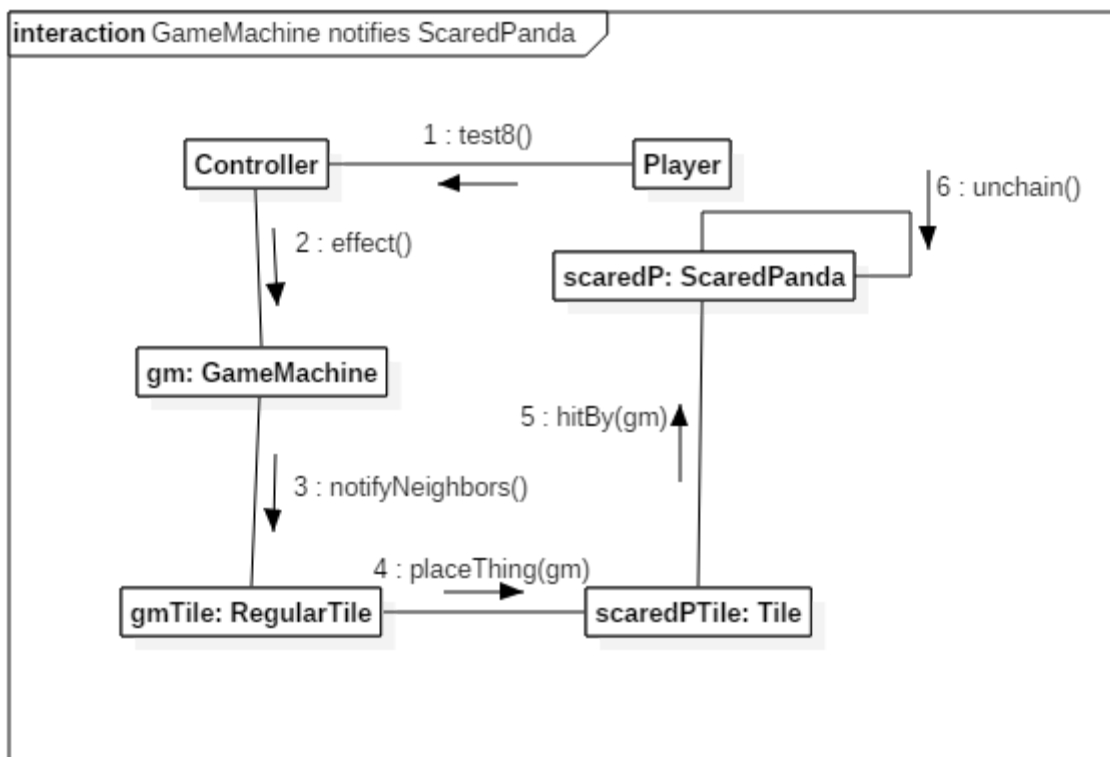 interaction GameMachine notifies ScaredPanda
1 : test8()
Controller
Player
6 : unchain()
2 : effect()
scaredP: ScaredPanda
gm: GameMachine
5 : hitBy(gm)
3 : notifyNeighbors()
4 : placeThing(gm)
gmTile: RegularTile
scaredPTile: Tile